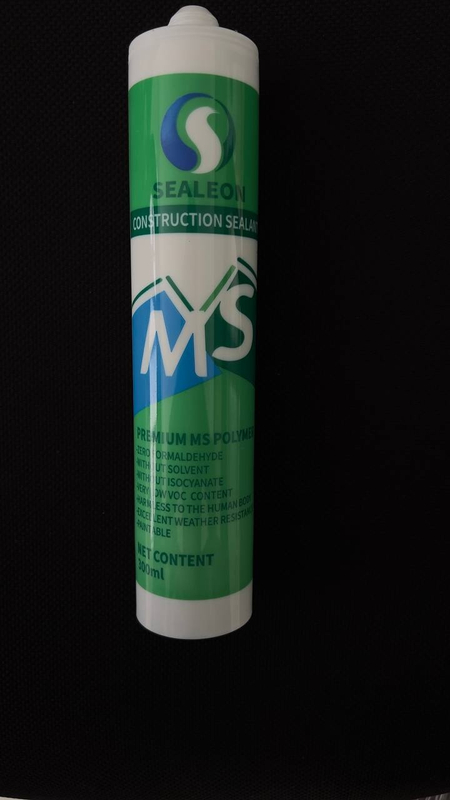 SEALEON
CONSTRUCTION SEALANT
MS
PREMIUM MS POLYMER
-ZERO FORMALDEHYDE
-WITHOUT SOLVENT
-WITHOUT ISOCYANATE
-VERY LOW VOC CONTENT
-HARMLESS TO THE HUMAN BODY
-EXCELLENT WEATHER RESISTANCE
-PAINTABLE
NET CONTENT
300ml